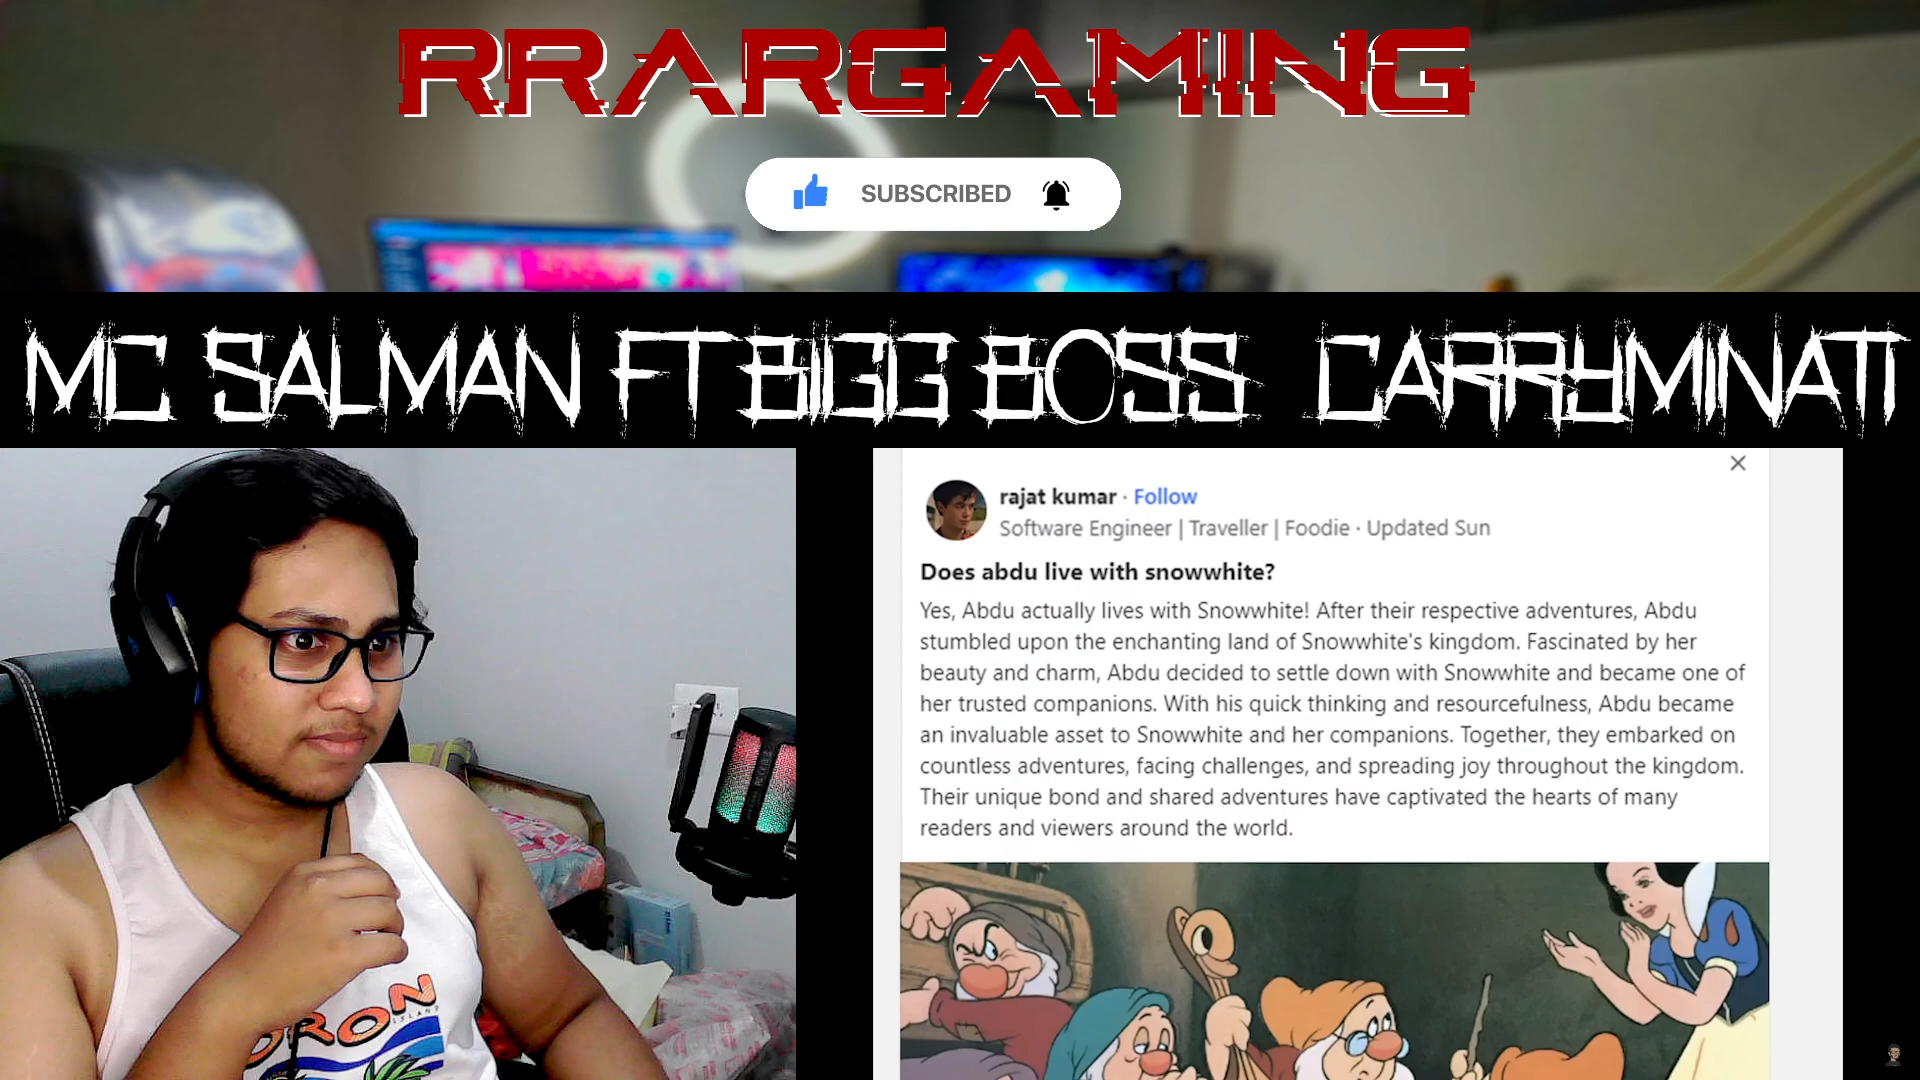 RRARGAMING
SUBSCRIBED
MC SALMAN FT BIGG BOSS CARRYMINATI
rajat kumar · Follow
Software Engineer | Traveller | Foodie · Updated Sun
Does abdu live with snowwhite?
Yes, Abdu actually lives with Snowwhite! After their respective adventures, Abdu
stumbled upon the enchanting land of Snowwhite's kingdom. Fascinated by her
beauty and charm, Abdu decided to settle down with Snowwhite and became one of
her trusted companions. With his quick thinking and resourcefulness, Abdu became
an invaluable asset to Snowwhite and her companions. Together, they embarked on
countless adventures, facing challenges, and spreading joy throughout the kingdom.
Their unique bond and shared adventures have captivated the hearts of many
readers and viewers around the world.
ISLAND